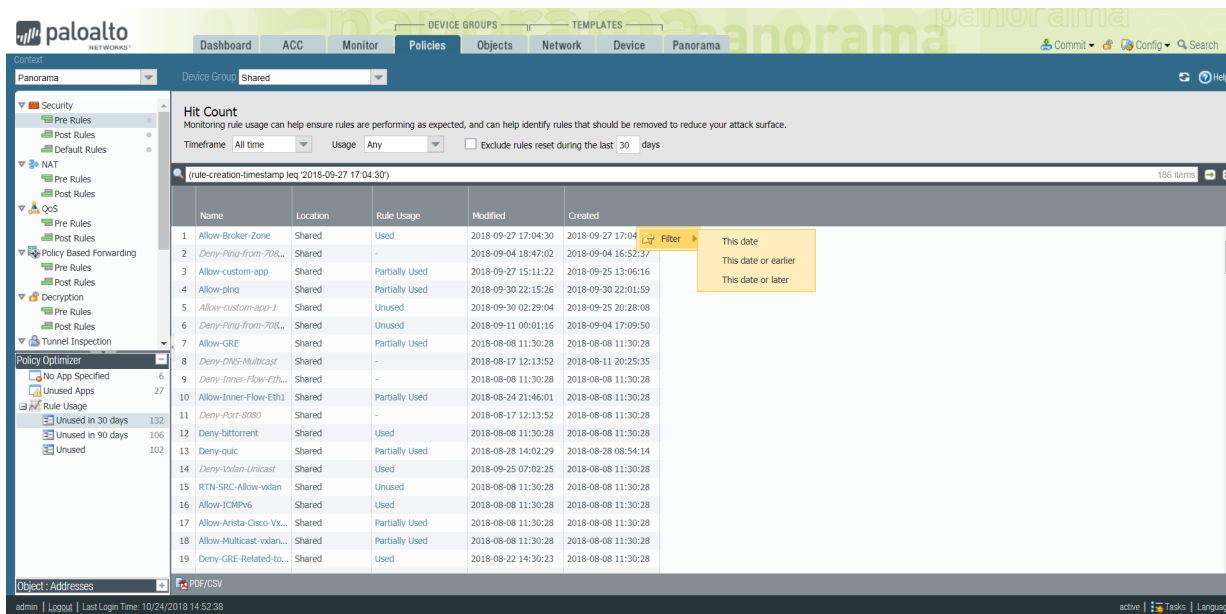 paloalto
NETWORKS
DEVICE GROUPS
TEMPLATES
panorama
Dashboard ACC Monitor Policies Objects Network Device Panorama
Commit Config Search
Context
Panorama
Device Group Shared
Help
Security
Pre Rules
Post Rules
Default Rules
NAT
Pre Rules
Post Rules
QoS
Pre Rules
Post Rules
Policy Based Forwarding
Pre Rules
Post Rules
Decryption
Pre Rules
Post Rules
Tunnel Inspection
Policy Optimizer
No App Specified 6
Unused Apps 27
Rule Usage
Unused in 30 days 132
Unused in 90 days 106
Unused 102
Object : Addresses
Hit Count
Monitoring rule usage can help ensure rules are performing as expected, and can help identify rules that should be removed to reduce your attack surface.
Timeframe All time Usage Any Exclude rules reset during the last 30 days
(rule-creation-timestamp leq '2018-09-27 17:04:30') 186 items
Name Location Rule Usage Modified Created
1 Allow-Broker-Zone Shared Used 2018-09-27 17:04:30 2018-09-27 17:04
2 Deny-Ping-from-708... Shared - 2018-09-04 18:47:02 2018-09-04 16:52:37
3 Allow-custom-app Shared Partially Used 2018-09-27 15:11:22 2018-09-25 13:06:16
4 Allow-ping Shared Partially Used 2018-09-30 22:15:26 2018-09-30 22:01:59
5 Allow-custom-app-1 Shared Unused 2018-09-30 02:29:04 2018-09-25 20:28:08
6 Deny-Ping-from-708... Shared Unused 2018-09-11 00:01:16 2018-09-04 17:09:50
7 Allow-GRE Shared Partially Used 2018-08-08 11:30:28 2018-08-08 11:30:28
8 Deny-DNS-Multicast Shared - 2018-08-17 12:13:52 2018-08-11 20:25:35
9 Deny-Inner-Flow-Eth... Shared - 2018-08-08 11:30:28 2018-08-08 11:30:28
10 Allow-Inner-Flow-Eth1 Shared Partially Used 2018-08-24 21:46:01 2018-08-08 11:30:28
11 Deny-Port-8080 Shared - 2018-08-17 12:13:52 2018-08-08 11:30:28
12 Deny-bittorrent Shared Used 2018-08-08 11:30:28 2018-08-08 11:30:28
13 Deny-quic Shared Partially Used 2018-08-28 14:02:29 2018-08-28 08:54:14
14 Deny-Vxlan-Unicast Shared Used 2018-09-25 07:02:25 2018-08-08 11:30:28
15 RTN-SRC-Allow-vxlan Shared Unused 2018-08-08 11:30:28 2018-08-08 11:30:28
16 Allow-ICMPv6 Shared Used 2018-08-08 11:30:28 2018-08-08 11:30:28
17 Allow-Arista-Cisco-Vx... Shared Partially Used 2018-08-08 11:30:28 2018-08-08 11:30:28
18 Allow-Multicast-vxlan... Shared Partially Used 2018-08-08 11:30:28 2018-08-08 11:30:28
19 Deny-GRE-Related-to... Shared Used 2018-08-22 14:30:23 2018-08-08 11:30:28
Filter
This date
This date or earlier
This date or later
PDF/CSV
admin | Logout | Last Login Time: 10/24/2018 14:52:38
active | Tasks | Languag